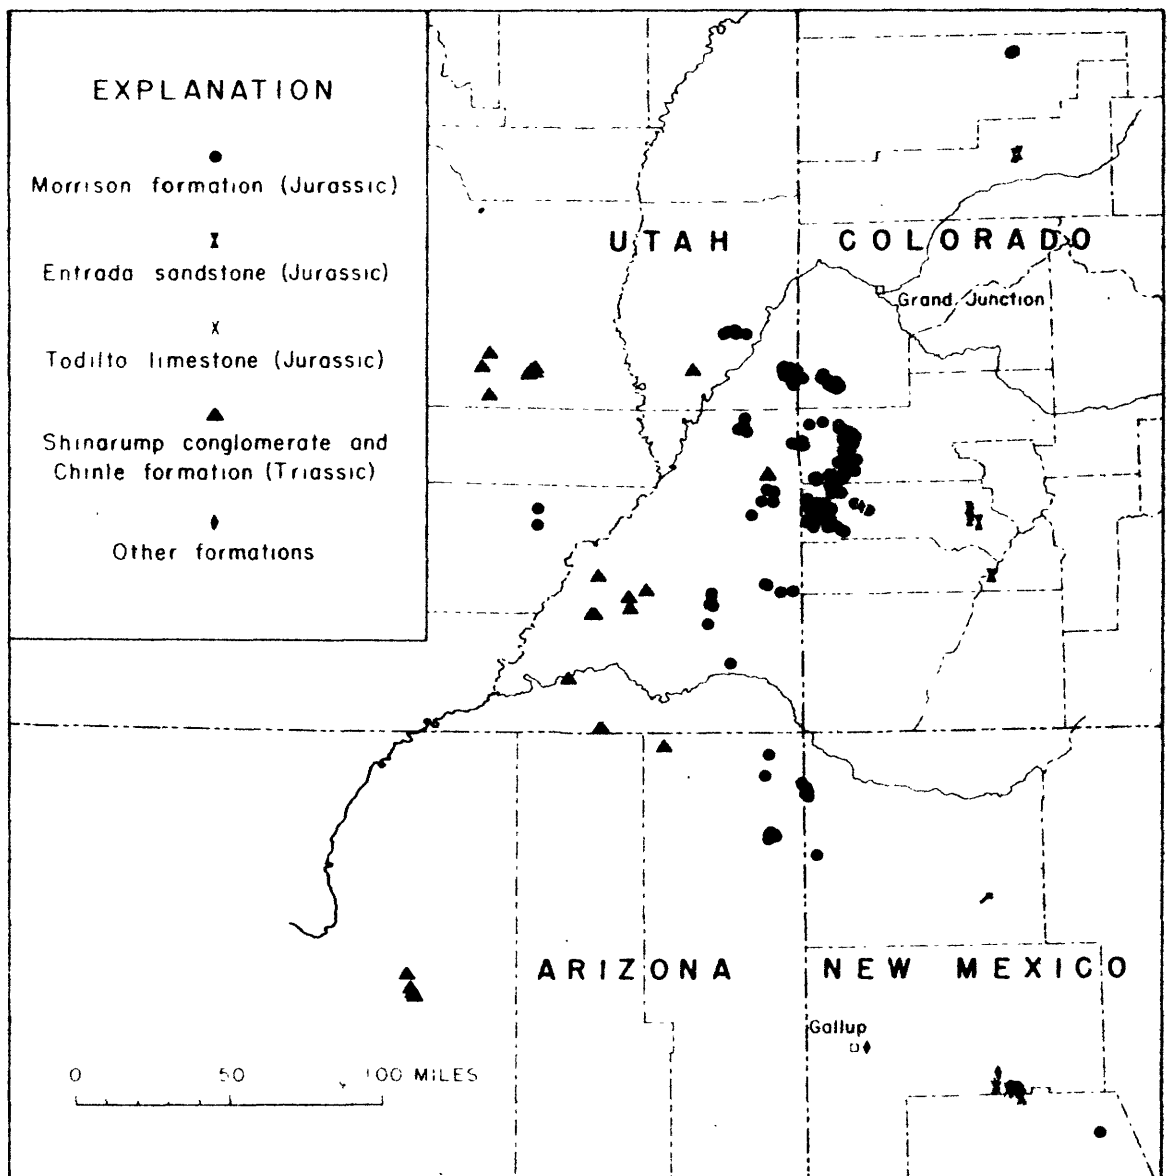 EXPLANATION
Morrison formation (Jurassic)
Entrada sandstone (Jurassic)
Todilto limestone (Jurassic)
Shinarump conglomerate and
Chinle formation (Triassic)
Other formations
UTAH
COLORADO
Grand Junction
ARIZONA
NEW MEXICO
Gallup
0 50 100 MILES